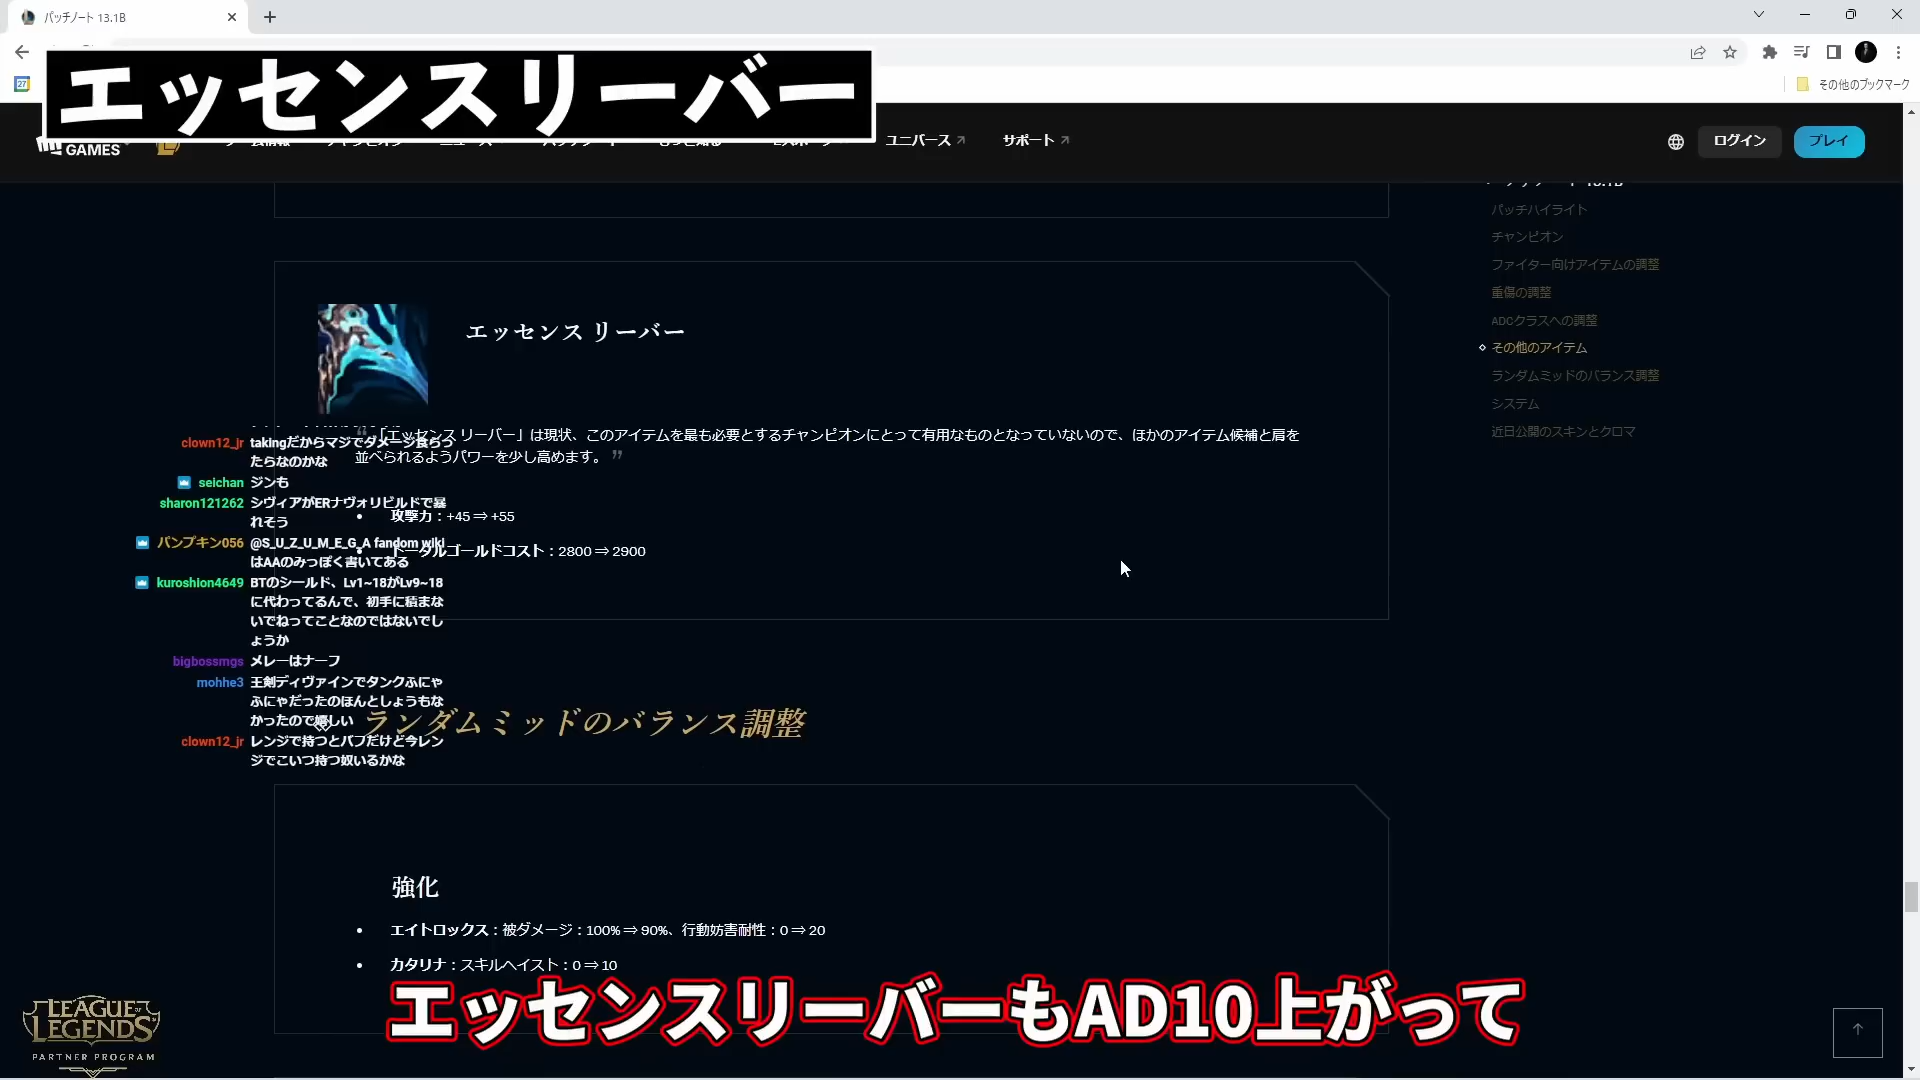 パッチノート 13.1B
27
その他のブックマーク
エッセンスリーバー
GAMES
ユニバース
サポート
ログイン
プレイ
パッチハイライト
チャンピオン
ファイター向けアイテムの調整
重傷の調整
ADCクラスへの調整
その他のアイテム
ランダムミッドのバランス調整
システム
近日公開のスキンとクロマ
エッセンス リーバー
「エッセンス リーバー」は現状、このアイテムを最も必要とするチャンピオンにとって有用なものとなっていないので、ほかのアイテム候補と肩を
並べられるようパワーを少し高めます。
攻撃力：+45 ⇒ +55
トータルゴールドコスト：2800 ⇒ 2900
clown12_jr takingだからマジでダメージ食らう
たらなのかな
seichan ジンも
sharon121262 シヴィアがERナヴォリビルドで暴
れそう
パンプキン056 @S_U_Z_U_M_E_G_A fandom wiki
はAAのみっぽく書いてある
kuroshion4649 BTのシールド、Lv1~18がLv9~18
に代わってるんで、初手に積まな
いでねってことなのではないでし
ょうか
bigbossmgs メレーはナーフ
mohhe3 王剣ディヴァインでタンクふにゃ
ふにゃだったのほんとしょうもな
かったので嬉しい
clown12_jr レンジで持つとバフだけど今レン
ジでこいつ持つ奴いるかな
ランダムミッドのバランス調整
強化
エイトロックス：被ダメージ：100% ⇒ 90%、行動妨害耐性：0 ⇒ 20
カタリナ：スキルヘイスト：0 ⇒ 10
エッセンスリーバーもAD10上がって
LEAGUE OF
LEGENDS
PARTNER PROGRAM